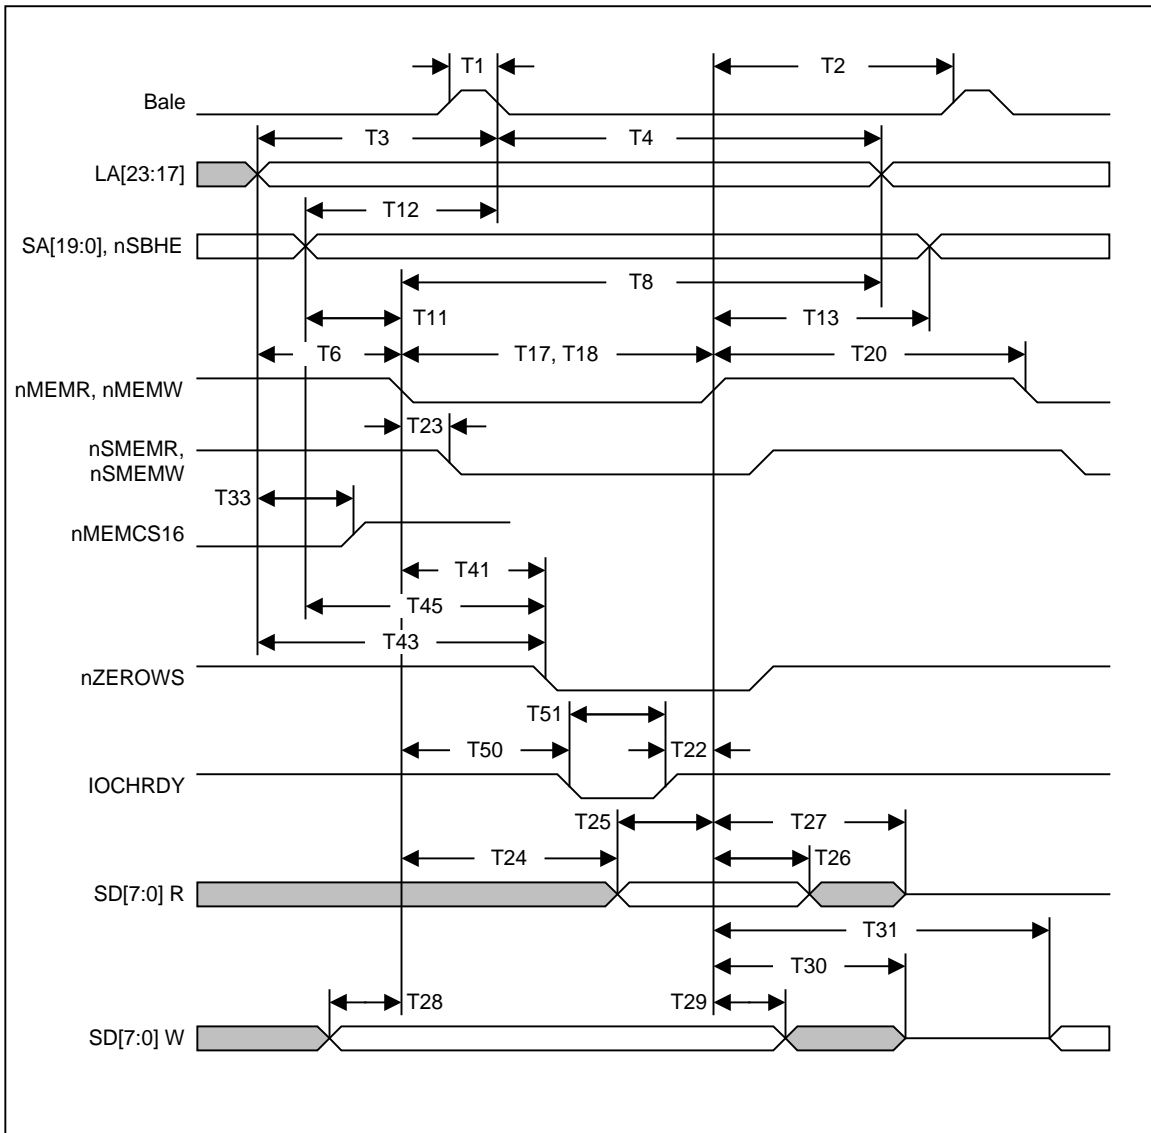 T1
T2
Bale
T3
T4
LA[23:17]
T12
SA[19:0], nSBHE
T8
T11
T13
T6
T17, T18
T20
nMEMR, nMEMW
T23
nSMEMR,
nSMEMW
T33
nMEMCS16
T41
T45
T43
nZEROWS
T51
T50
T22
IOCHRDY
T25
T27
T24
T26
SD[7:0] R
T31
T30
T28
T29
SD[7:0] W